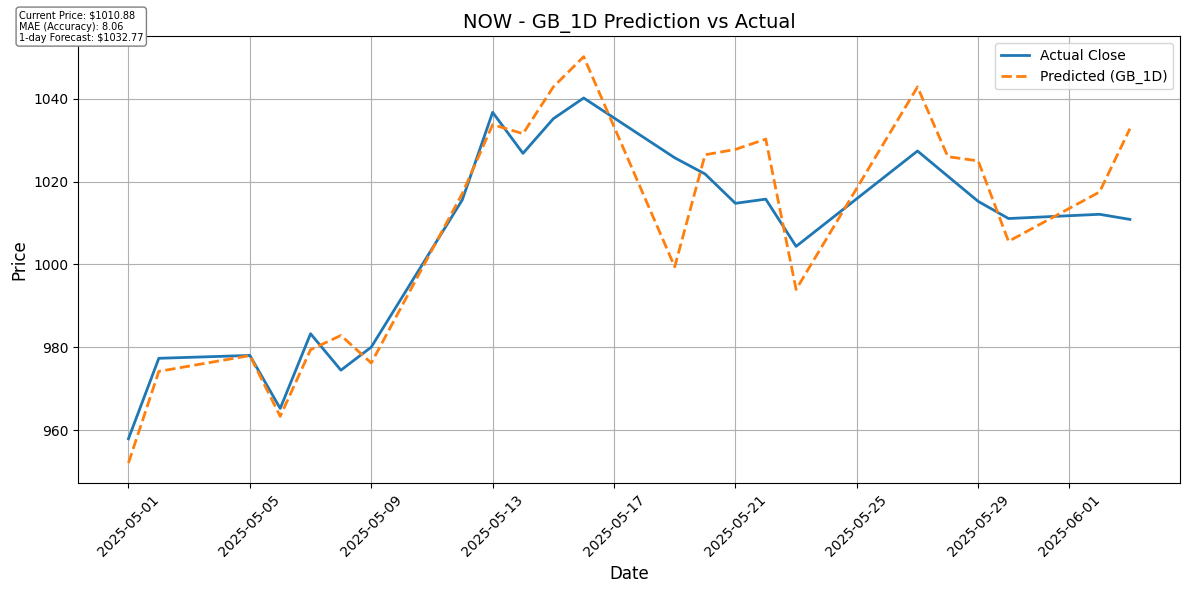 Current Price: $1010.88
MAE (Accuracy): 8.06
1-day Forecast: $1032.77
NOW - GB_1D Prediction vs Actual
Actual Close
Predicted (GB_1D)
Price
1040
1020
1000
980
960
2025-05-01
2025-05-05
2025-05-09
2025-05-13
2025-05-17
2025-05-21
2025-05-25
2025-05-29
2025-06-01
Date